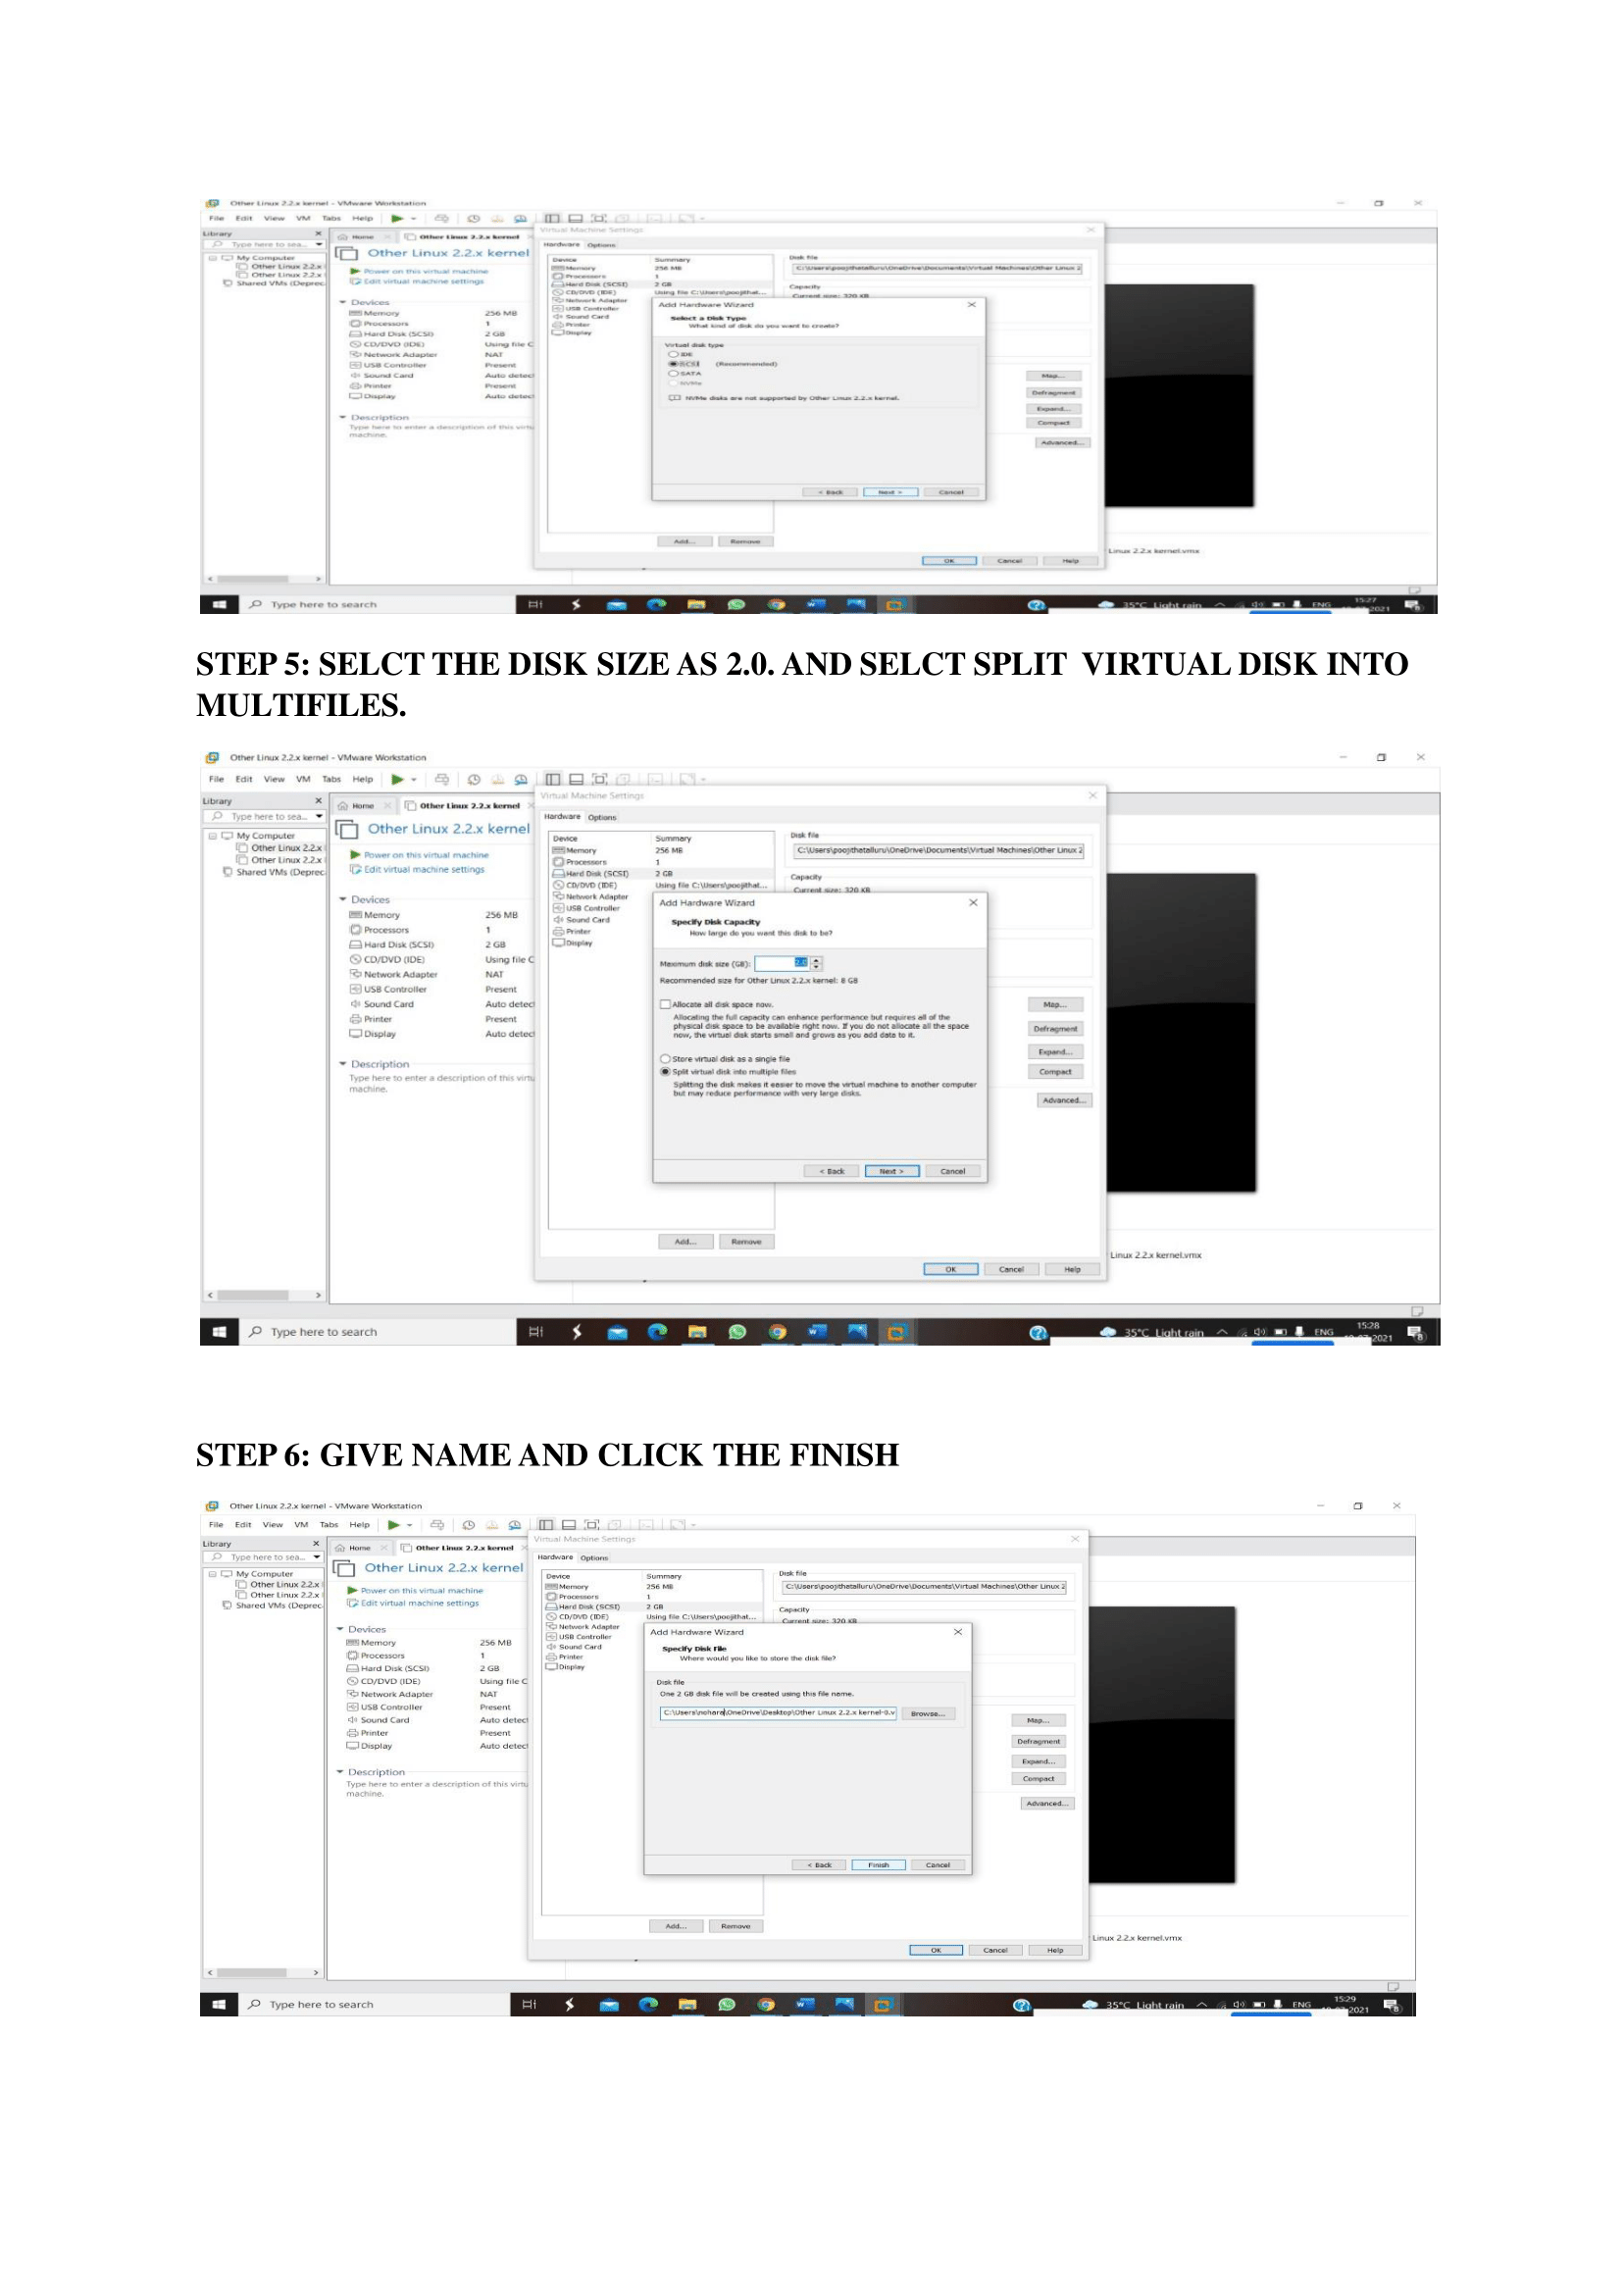 Other Linux 2.2.x kernel - VMware Workstation
File Edit View VM Tabs Help
Library
Type here to sea...
My Computer
Other Linux 2.2.x
Other Linux 2.2.x
Shared VMs (Deprec
Home
Other Linux 2.2.x kernel
Other Linux 2.2.x kernel
Power on this virtual machine
Edit virtual machine settings
Devices
Memory 256 MB
Processors 1
Hard Disk (SCSI) 2 GB
CD/DVD (IDE) Using file C
Network Adapter NAT
USB Controller Present
Sound Card Auto detect
Printer Present
Display Auto detect
Description
Type here to enter a description of this virtu
machine.
Virtual Machine Settings
Hardware Options
Device Summary
Memory 256 MB
Processors 1
Hard Disk (SCSI) 2 GB
CD/DVD (IDE) Using file C:\Users\poojithat...
Network Adapter
USB Controller
Sound Card
Printer
Display
Disk file
C:\Users\poojithatalluru\OneDrive\Documents\Virtual Machines\Other Linux 2
Capacity
Current size: 320 KB
Add Hardware Wizard
Select a Disk Type
What kind of disk do you want to create?
Virtual disk type
IDE
SCSI (Recommended)
SATA
NVMe
NVMe disks are not supported by Other Linux 2.2.x kernel.
< Back Next > Cancel
Map...
Defragment
Expand...
Compact
Advanced...
Add... Remove
OK Cancel Help
Linux 2.2.x kernel.vmx
Type here to search
35°C Light rain
ENG
15:27
2021
STEP 5: SELCT THE DISK SIZE AS 2.0. AND SELCT SPLIT VIRTUAL DISK INTO
MULTIFILES.
Other Linux 2.2.x kernel - VMware Workstation
File Edit View VM Tabs Help
Library
Type here to sea...
My Computer
Other Linux 2.2.x
Other Linux 2.2.x
Shared VMs (Deprec
Home
Other Linux 2.2.x kernel
Other Linux 2.2.x kernel
Power on this virtual machine
Edit virtual machine settings
Devices
Memory 256 MB
Processors 1
Hard Disk (SCSI) 2 GB
CD/DVD (IDE) Using file C
Network Adapter NAT
USB Controller Present
Sound Card Auto detect
Printer Present
Display Auto detect
Description
Type here to enter a description of this virtu
machine.
Virtual Machine Settings
Hardware Options
Device Summary
Memory 256 MB
Processors 1
Hard Disk (SCSI) 2 GB
CD/DVD (IDE) Using file C:\Users\poojithat...
Network Adapter
USB Controller
Sound Card
Printer
Display
Disk file
C:\Users\poojithatalluru\OneDrive\Documents\Virtual Machines\Other Linux 2
Capacity
Current size: 320 KB
Add Hardware Wizard
Specify Disk Capacity
How large do you want this disk to be?
Maximum disk size (GB): 2.0
Recommended size for Other Linux 2.2.x kernel: 8 GB
Allocate all disk space now.
Allocating the full capacity can enhance performance but requires all of the
physical disk space to be available right now. If you do not allocate all the space
now, the virtual disk starts small and grows as you add data to it.
Store virtual disk as a single file
Split virtual disk into multiple files
Splitting the disk makes it easier to move the virtual machine to another computer
but may reduce performance with very large disks.
< Back Next > Cancel
Map...
Defragment
Expand...
Compact
Advanced...
Add... Remove
OK Cancel Help
Linux 2.2.x kernel.vmx
Type here to search
35°C Light rain
ENG
15:28
2021
STEP 6: GIVE NAME AND CLICK THE FINISH
Other Linux 2.2.x kernel - VMware Workstation
File Edit View VM Tabs Help
Library
Type here to sea...
My Computer
Other Linux 2.2.x
Other Linux 2.2.x
Shared VMs (Deprec
Home
Other Linux 2.2.x kernel
Other Linux 2.2.x kernel
Power on this virtual machine
Edit virtual machine settings
Devices
Memory 256 MB
Processors 1
Hard Disk (SCSI) 2 GB
CD/DVD (IDE) Using file C
Network Adapter NAT
USB Controller Present
Sound Card Auto detect
Printer Present
Display Auto detect
Description
Type here to enter a description of this virtu
machine.
Virtual Machine Settings
Hardware Options
Device Summary
Memory 256 MB
Processors 1
Hard Disk (SCSI) 2 GB
CD/DVD (IDE) Using file C:\Users\poojithat...
Network Adapter
USB Controller
Sound Card
Printer
Display
Disk file
C:\Users\poojithatalluru\OneDrive\Documents\Virtual Machines\Other Linux 2
Capacity
Current size: 320 KB
Add Hardware Wizard
Specify Disk File
Where would you like to store the disk file?
Disk file
One 2 GB disk file will be created using this file name.
C:\Users\nohara\OneDrive\Desktop\Other Linux 2.2.x kernel-0.v Browse...
< Back Finish Cancel
Map...
Defragment
Expand...
Compact
Advanced...
Add... Remove
OK Cancel Help
Linux 2.2.x kernel.vmx
Type here to search
35°C Light rain
ENG
15:29
2021